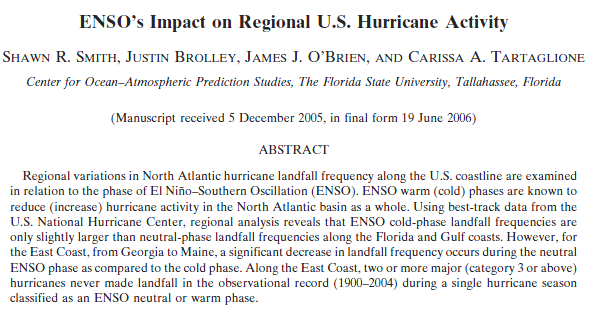 ENSO's Impact on Regional U.S. Hurricane Activity
SHAWN R. SMITH, JUSTIN BROLLEY, JAMES J. O'BRIEN, AND CARISSA A. TARTAGLIONE
Center for Ocean–Atmospheric Prediction Studies, The Florida State University, Tallahassee, Florida
(Manuscript received 5 December 2005, in final form 19 June 2006)
ABSTRACT
Regional variations in North Atlantic hurricane landfall frequency along the U.S. coastline are examined
in relation to the phase of El Niño–Southern Oscillation (ENSO). ENSO warm (cold) phases are known to
reduce (increase) hurricane activity in the North Atlantic basin as a whole. Using best-track data from the
U.S. National Hurricane Center, regional analysis reveals that ENSO cold-phase landfall frequencies are
only slightly larger than neutral-phase landfall frequencies along the Florida and Gulf coasts. However, for
the East Coast, from Georgia to Maine, a significant decrease in landfall frequency occurs during the neutral
ENSO phase as compared to the cold phase. Along the East Coast, two or more major (category 3 or above)
hurricanes never made landfall in the observational record (1900–2004) during a single hurricane season
classified as an ENSO neutral or warm phase.